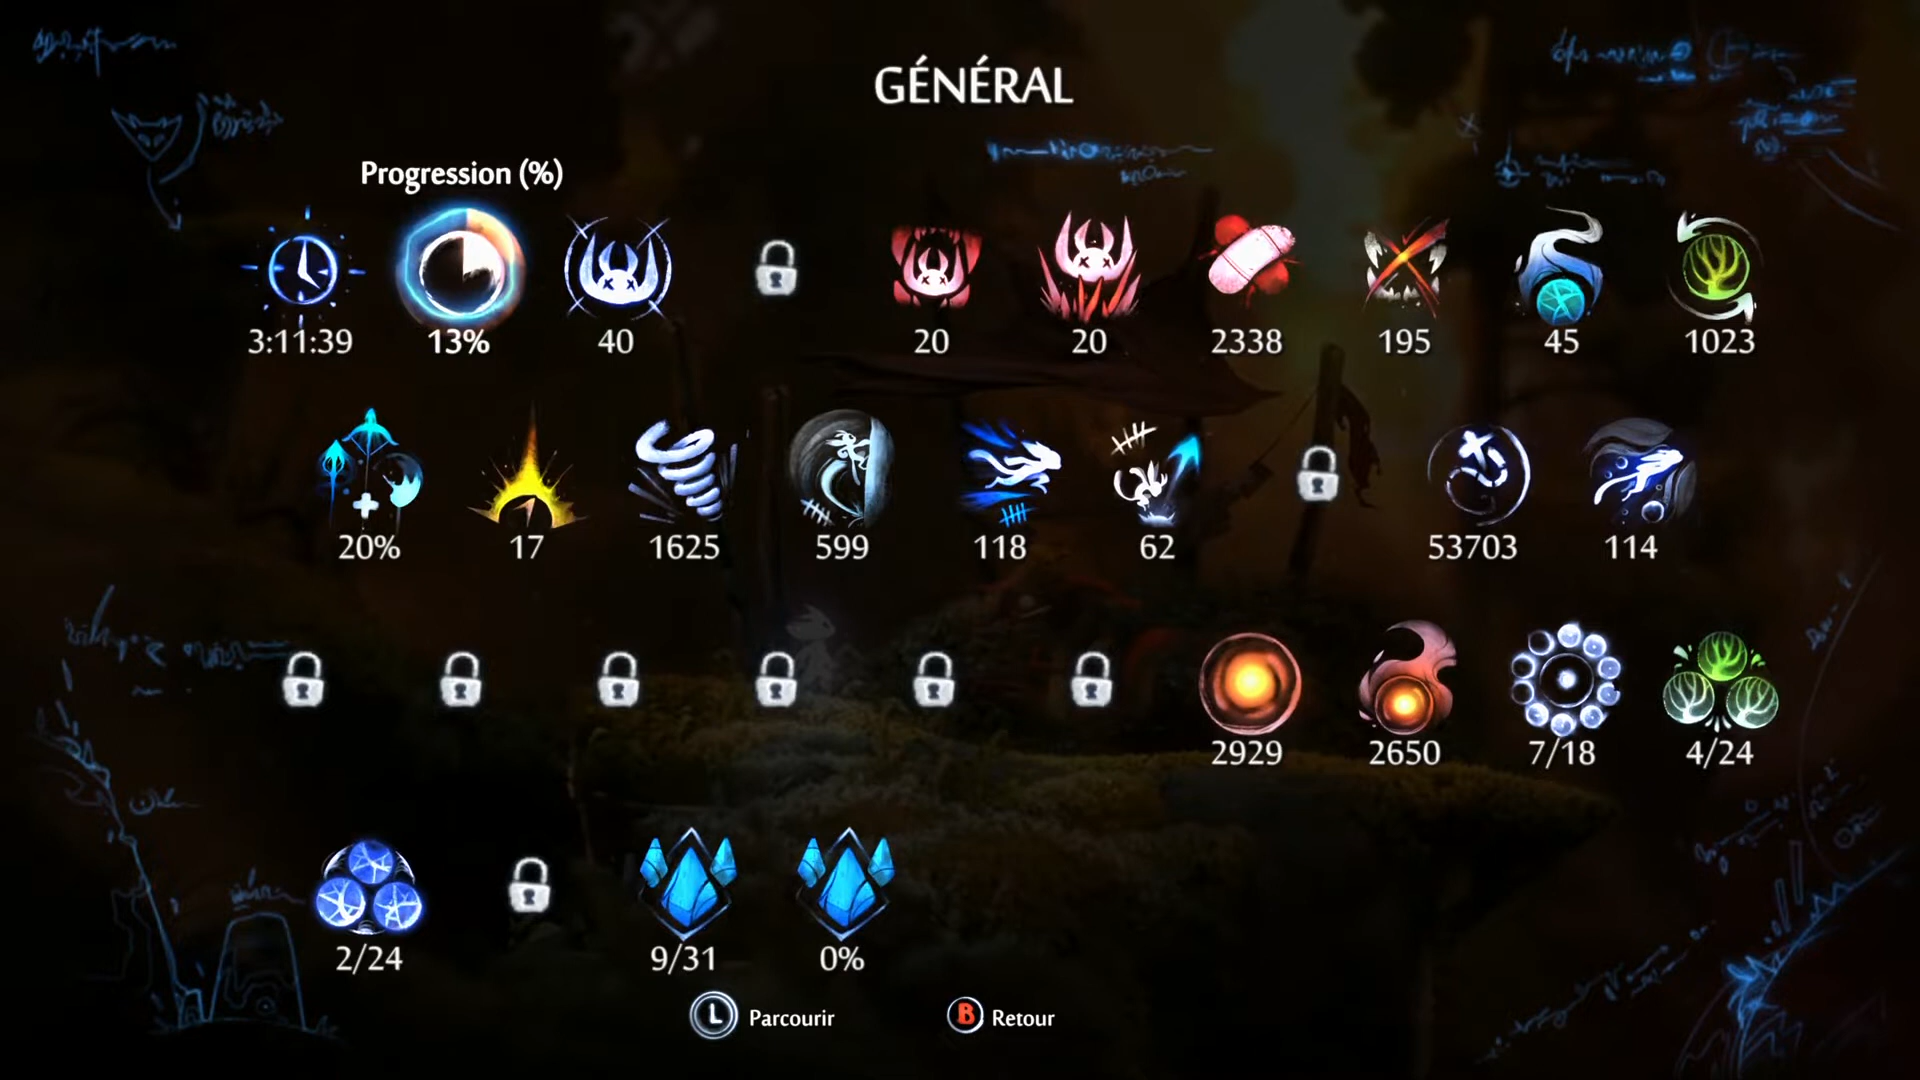 GÉNÉRAL
Progression (%)
3:11:39 13% 40 20 20 2338 195 45 1023
20% 17 1625 599 118 62 53703 114
2929 2650 7/18 4/24
2/24 9/31 0%
L Parcourir B Retour